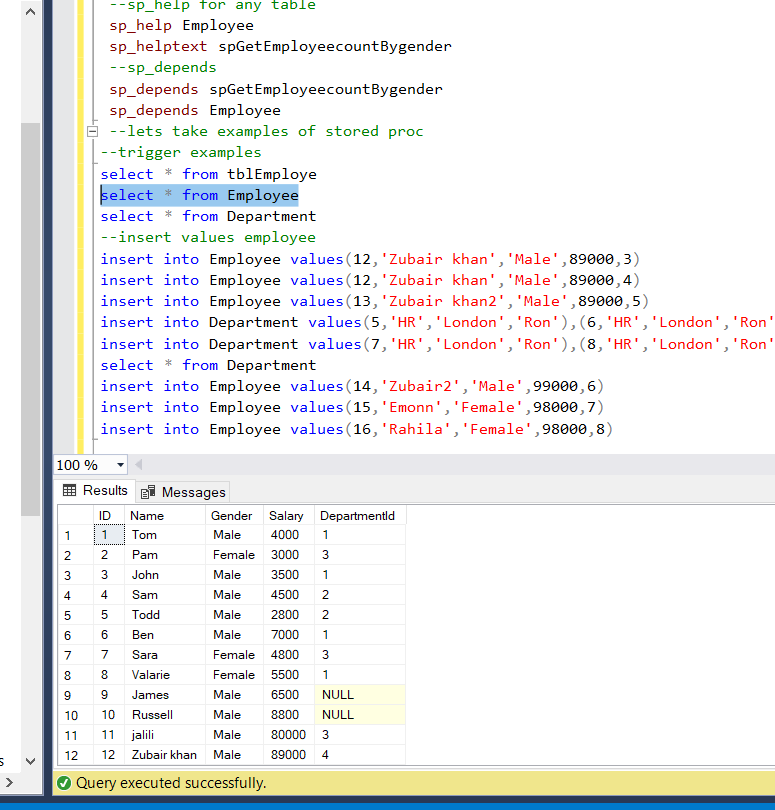 --sp_help for any table
sp_help Employee
sp_helptext spGetEmployeecountBygender
--sp_depends
sp_depends spGetEmployeecountBygender
sp_depends Employee
--lets take examples of stored proc
--trigger examples
select * from tblEmploye
select * from Employee
select * from Department
--insert values employee
insert into Employee values(12,'Zubair khan','Male',89000,3)
insert into Employee values(12,'Zubair khan','Male',89000,4)
insert into Employee values(13,'Zubair khan2','Male',89000,5)
insert into Department values(5,'HR','London','Ron'),(6,'HR','London','Ron'
insert into Department values(7,'HR','London','Ron'),(8,'HR','London','Ron'
select * from Department
insert into Employee values(14,'Zubair2','Male',99000,6)
insert into Employee values(15,'Emonn','Female',98000,7)
insert into Employee values(16,'Rahila','Female',98000,8)
100 %
Results Messages
ID Name Gender Salary DepartmentId
1 1 Tom Male 4000 1
2 2 Pam Female 3000 3
3 3 John Male 3500 1
4 4 Sam Male 4500 2
5 5 Todd Male 2800 2
6 6 Ben Male 7000 1
7 7 Sara Female 4800 3
8 8 Valarie Female 5500 1
9 9 James Male 6500 NULL
10 10 Russell Male 8800 NULL
11 11 jalili Male 80000 3
12 12 Zubair khan Male 89000 4
s
Query executed successfully.